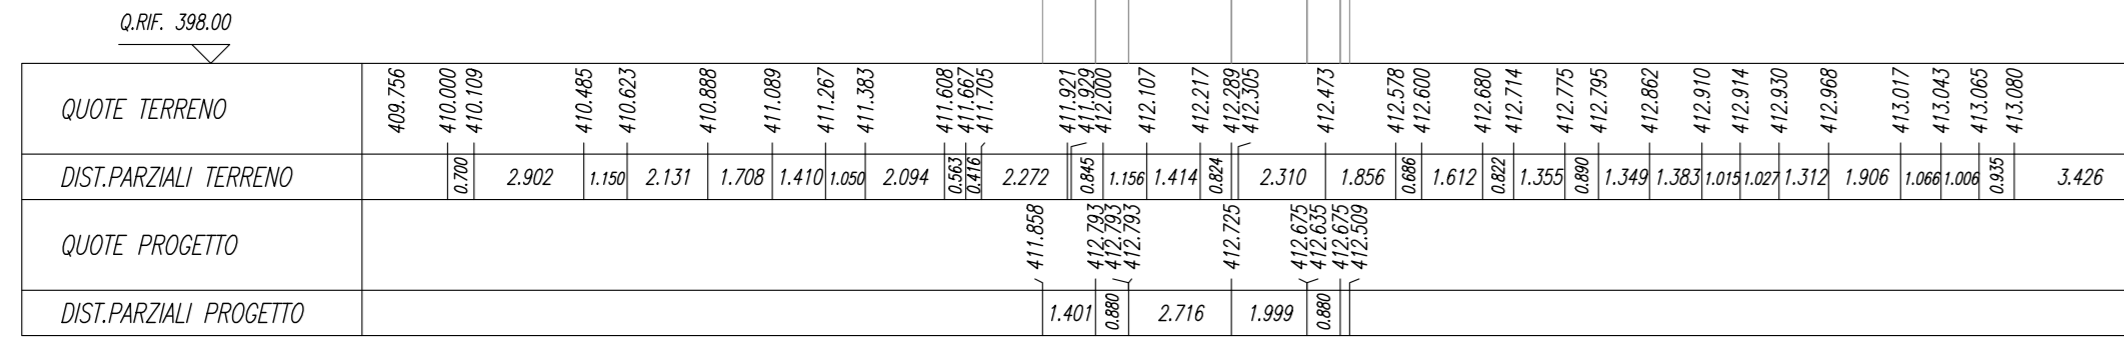 Q.RIF. 398.00
QUOTE TERRENO 409.756 410.000 410.109 410.485 410.623 410.888 411.089 411.267 411.383 411.608 411.667 411.705 411.921 411.929 412.000 412.107 412.217 412.289 412.305 412.473 412.578 412.600 412.680 412.714 412.775 412.795 412.862 412.910 412.914 412.930 412.968 413.017 413.043 413.065 413.080
DIST.PARZIALI TERRENO 0.700 2.902 1.150 2.131 1.708 1.410 1.050 2.094 0.563 0.416 2.272 0.845 1.156 1.414 0.824 2.310 1.856 0.686 1.612 0.822 1.355 0.890 1.349 1.383 1.015 1.027 1.312 1.906 1.066 1.006 0.935 3.426
QUOTE PROGETTO 411.858 412.793 412.793 412.793 412.725 412.675 412.635 412.675 412.509
DIST.PARZIALI PROGETTO 1.401 0.880 2.716 1.999 0.880